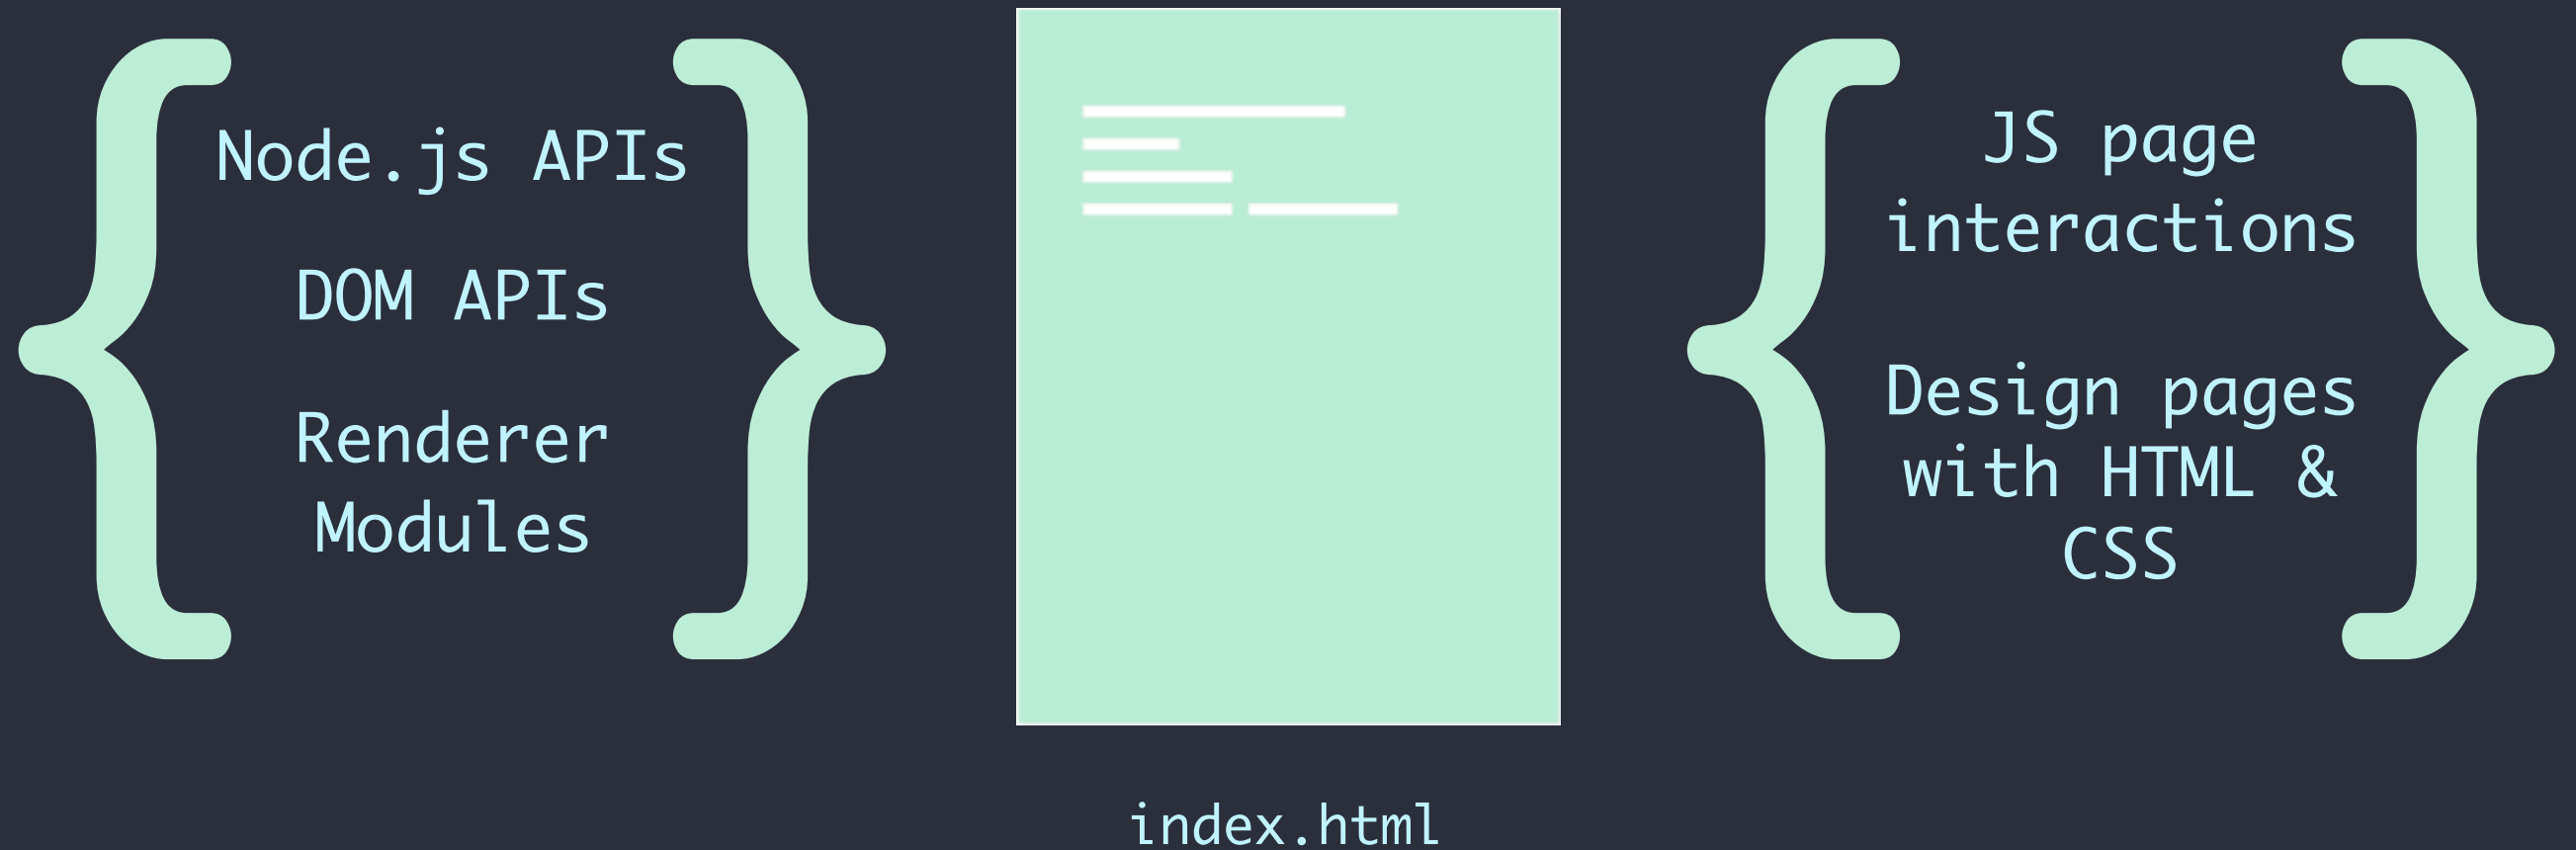 Node.js APIs
DOM APIs
Renderer
Modules
index.html
JS page
interactions
Design pages
with HTML &
CSS